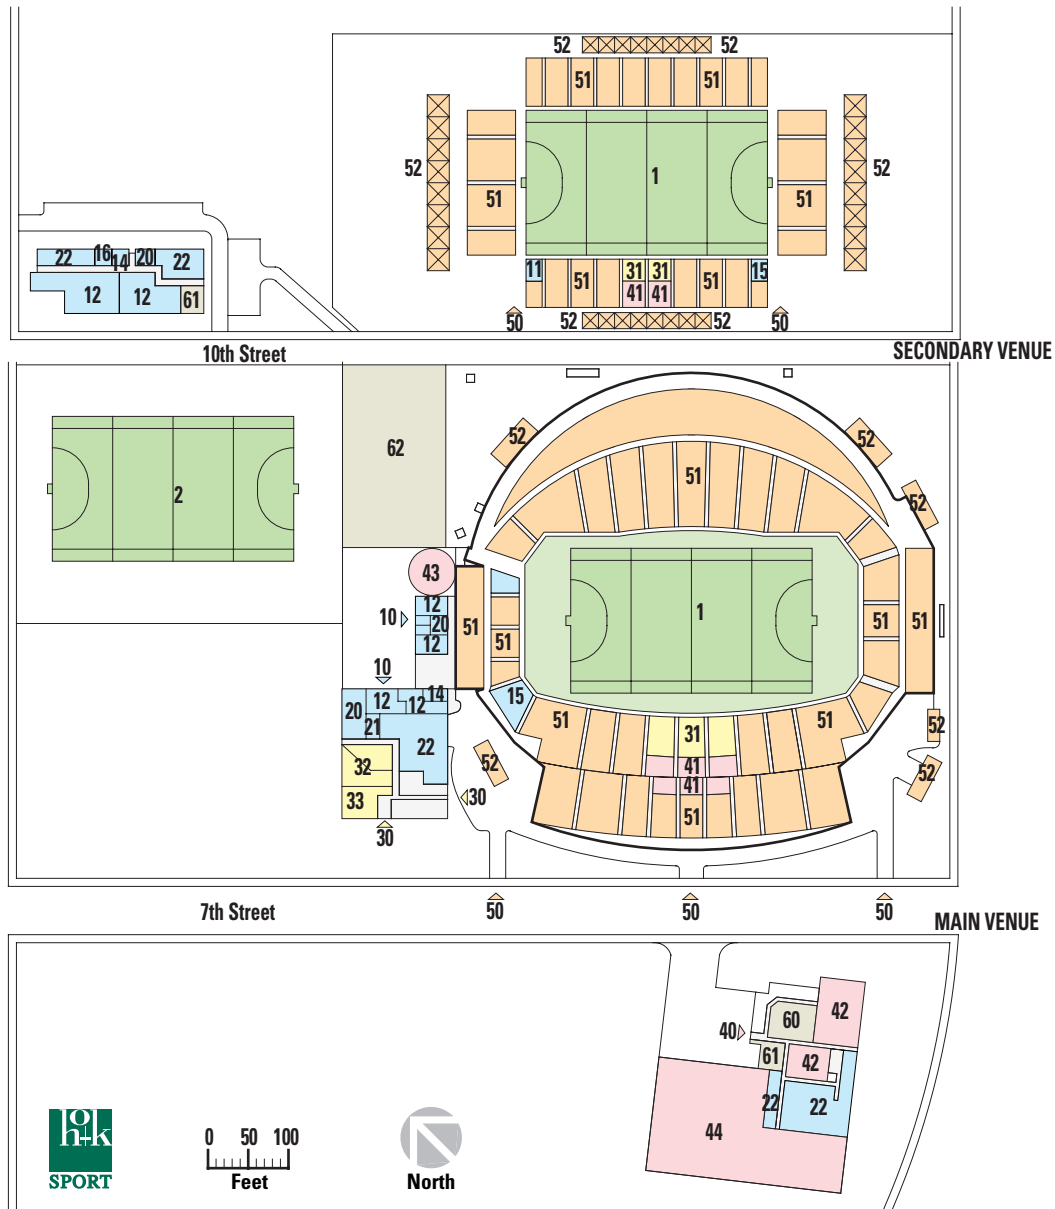 52 52
51 51
52 1 52
51 51
16
22 14 20 22
11 31 31 15
51 51
12 12 61 41 41
50 52 52 50
10th Street SECONDARY VENUE
52 52
62 51
2 52
43
12
10 20 51 1 51 51
12 51
10
14 15
20 12 12 51 31 51 52
21 22
32 52 41 52
33 30 41
51
30
50 50 50
7th Street
MAIN VENUE
42
40 60
61 42
22 22
44
hok
SPORT
0 50 100
Feet
North